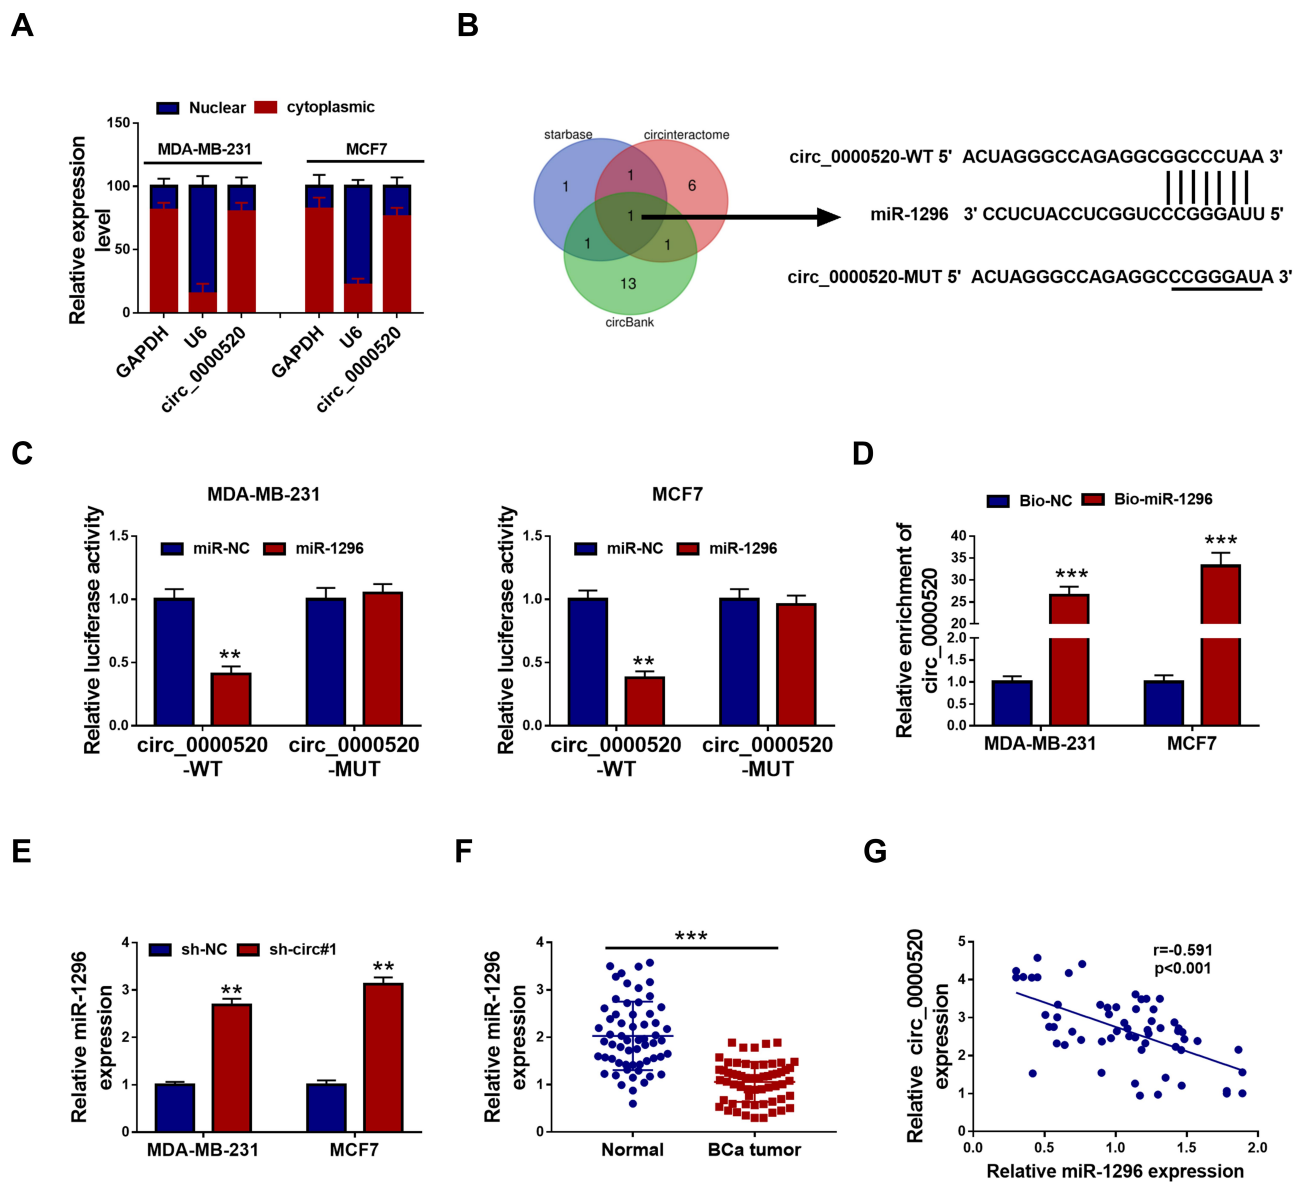 A
Nuclear cytoplasmic
Relative expression
level
150
100
50
0
MDA-MB-231
MCF7
GAPDH
U6
circ_0000520
GAPDH
U6
circ_0000520
B
starbase
circinteractome
1
1
6
1
1
1
13
circBank
circ_0000520-WT 5' ACUAGGGCCAGAGGCGGCCCUAA 3'
miR-1296 3' CCUCUACCUCGGUCCCGGGAUU 5'
circ_0000520-MUT 5' ACUAGGGCCAGAGGCCCGGGAUA 3'
C
MDA-MB-231
Relative luciferase activity
1.5
1.0
0.5
0.0
miR-NC miR-1296
**
circ_0000520
-WT
circ_0000520
-MUT
MCF7
Relative luciferase activity
1.5
1.0
0.5
0.0
miR-NC miR-1296
**
circ_0000520
-WT
circ_0000520
-MUT
D
Bio-NC Bio-miR-1296
Relative enrichment of
circ_0000520
40
35
30
25
20
2.0
1.5
1.0
0.5
0.0
***
***
MDA-MB-231
MCF7
E
Relative miR-1296
expression
4
3
2
1
0
sh-NC sh-circ#1
**
**
MDA-MB-231
MCF7
F
Relative miR-1296
expression
4
3
2
1
0
***
Normal
BCa tumor
G
Relative circ_0000520
expression
5
4
3
2
1
0
r=-0.591
p<0.001
0.0
0.5
1.0
1.5
2.0
Relative miR-1296 expression